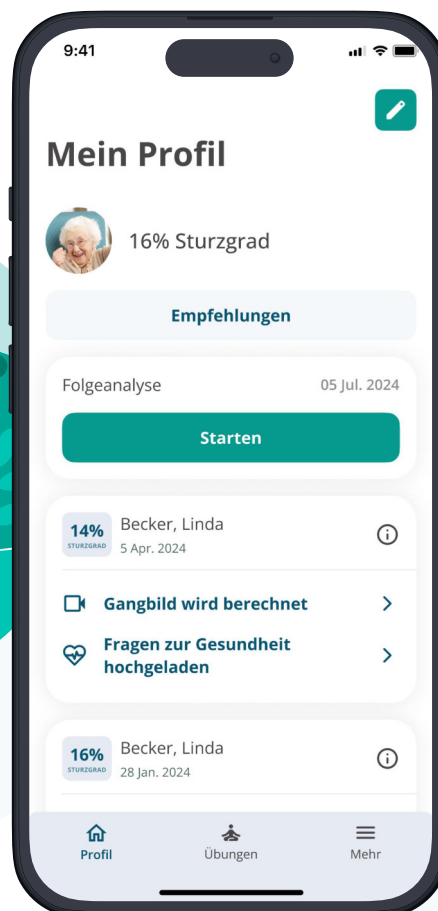 9:41
Mein Profil
16% Sturzgrad
Empfehlungen
Folgeanalyse 05 Jul. 2024
Starten
14%
STURZGRAD
Becker, Linda
5 Apr. 2024
Gangbild wird berechnet
Fragen zur Gesundheit
hochgeladen
16%
STURZGRAD
Becker, Linda
28 Jan. 2024
Profil Übungen Mehr